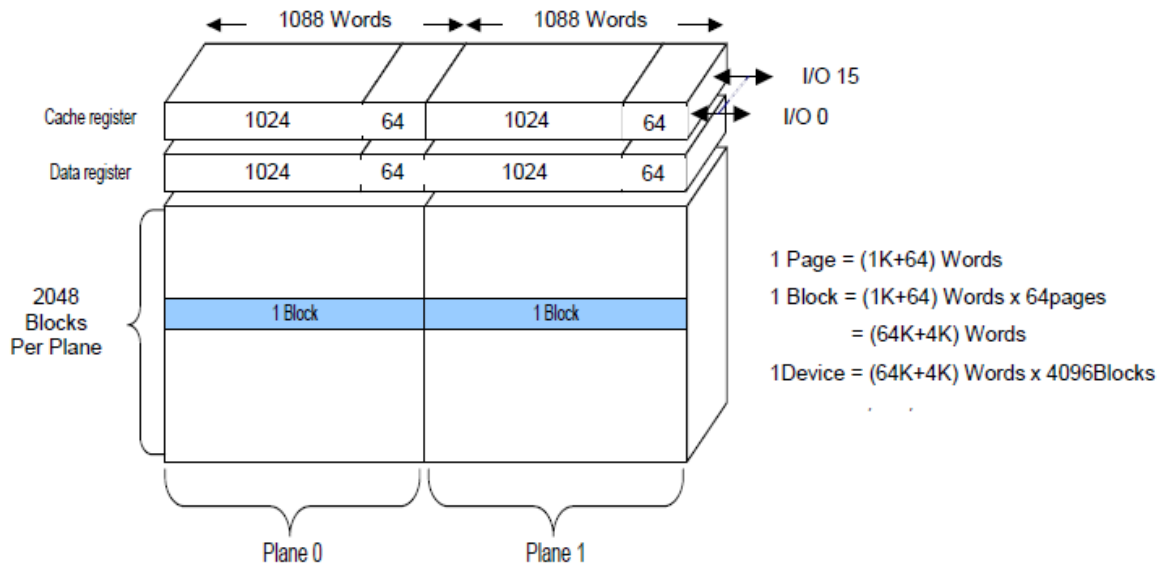 1088 Words 1088 Words
I/O 15
I/O 0
Cache register 1024 64 1024 64
Data register 1024 64 1024 64
2048
Blocks
Per Plane
1 Block 1 Block
1 Page = (1K+64) Words
1 Block = (1K+64) Words x 64pages
= (64K+4K) Words
1Device = (64K+4K) Words x 4096Blocks
Plane 0 Plane 1